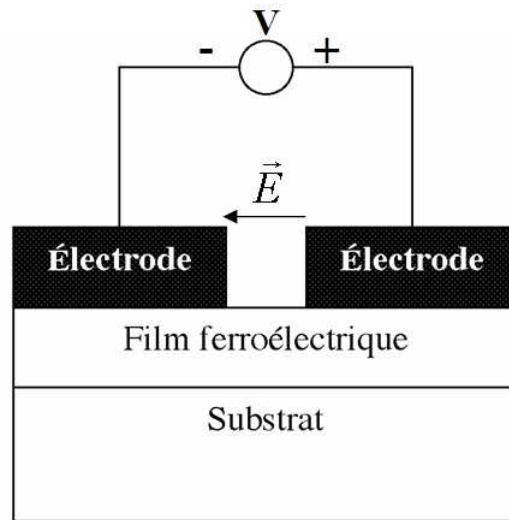 V
- +
E
Électrode Électrode
Film ferroélectrique
Substrat